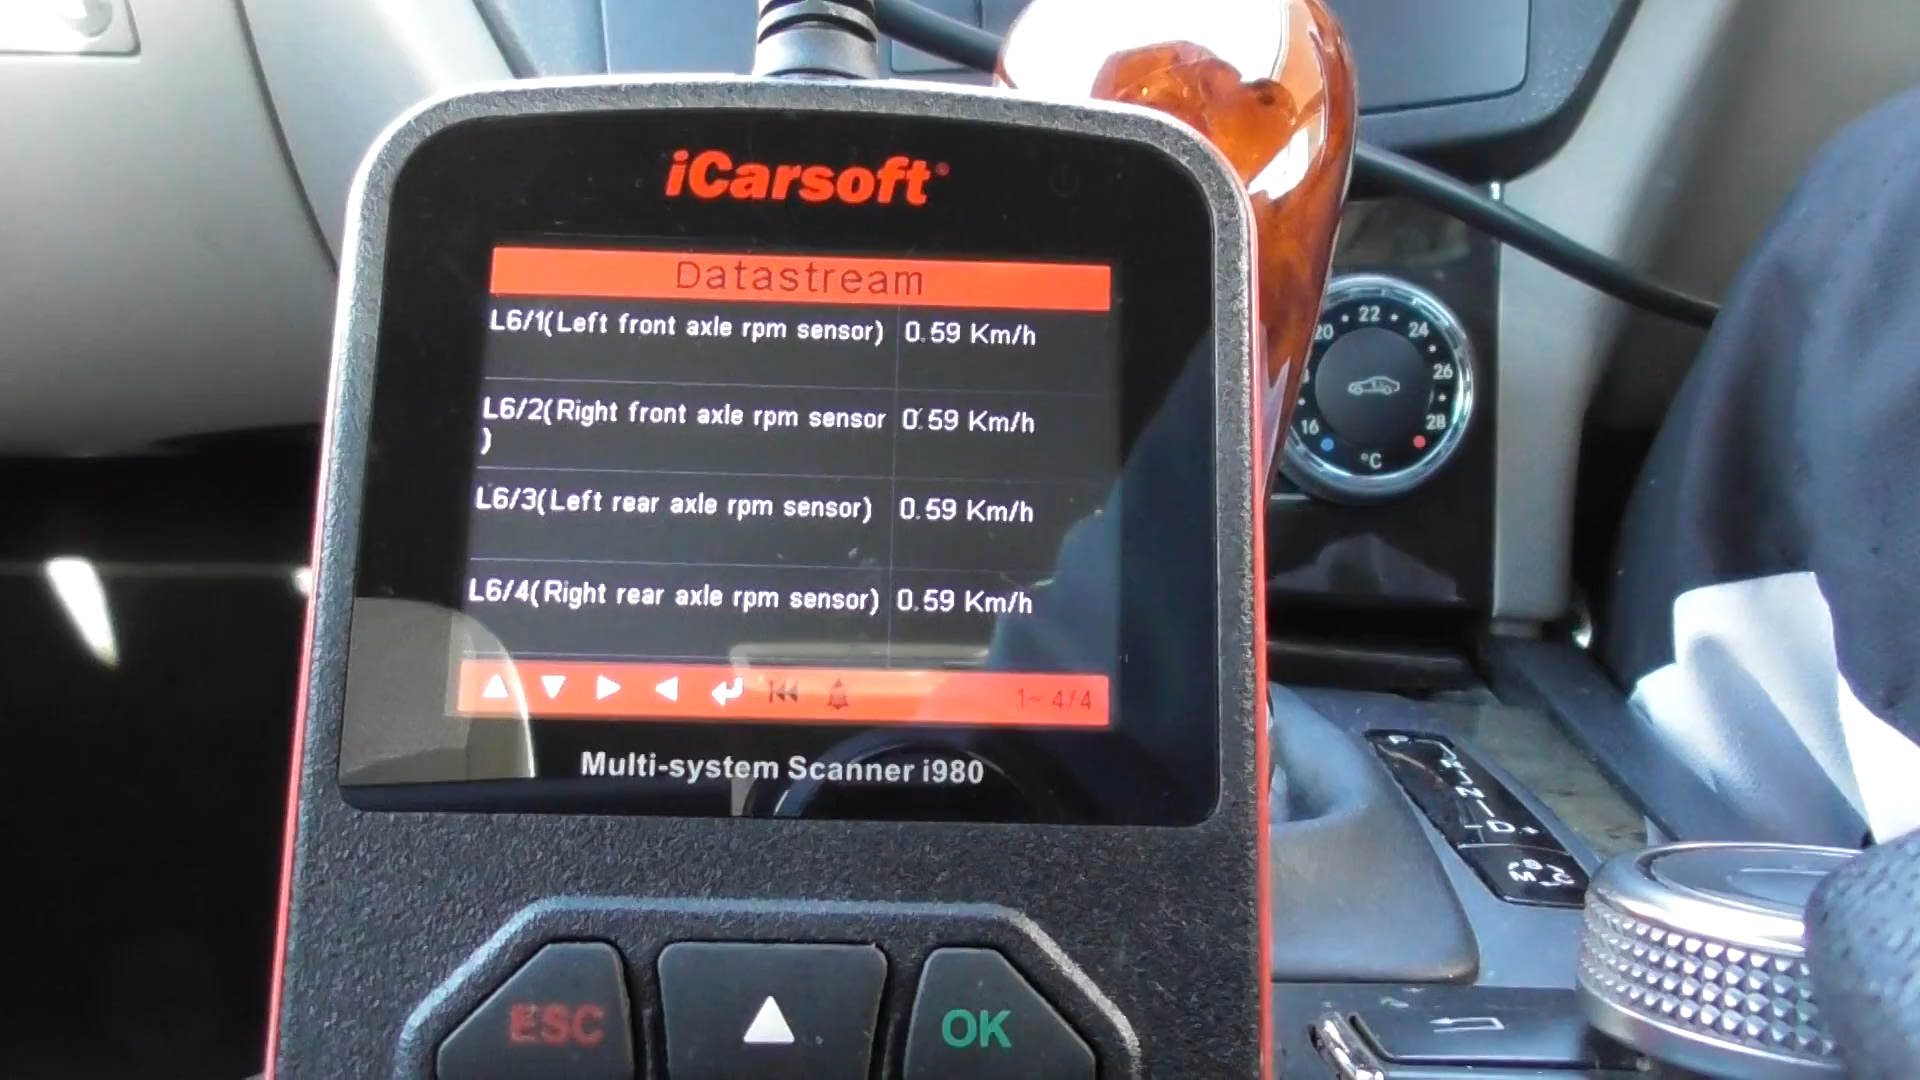 iCarsoft®
Datastream
L6/1(Left front axle rpm sensor) 0.59 Km/h
L6/2(Right front axle rpm sensor 0.59 Km/h
)
L6/3(Left rear axle rpm sensor) 0.59 Km/h
L6/4(Right rear axle rpm sensor) 0.59 Km/h
1~ 4/4
Multi-system Scanner i980
ESC
OK
20 22 24
26
16 28
°C
P
R
N
D
S
M C